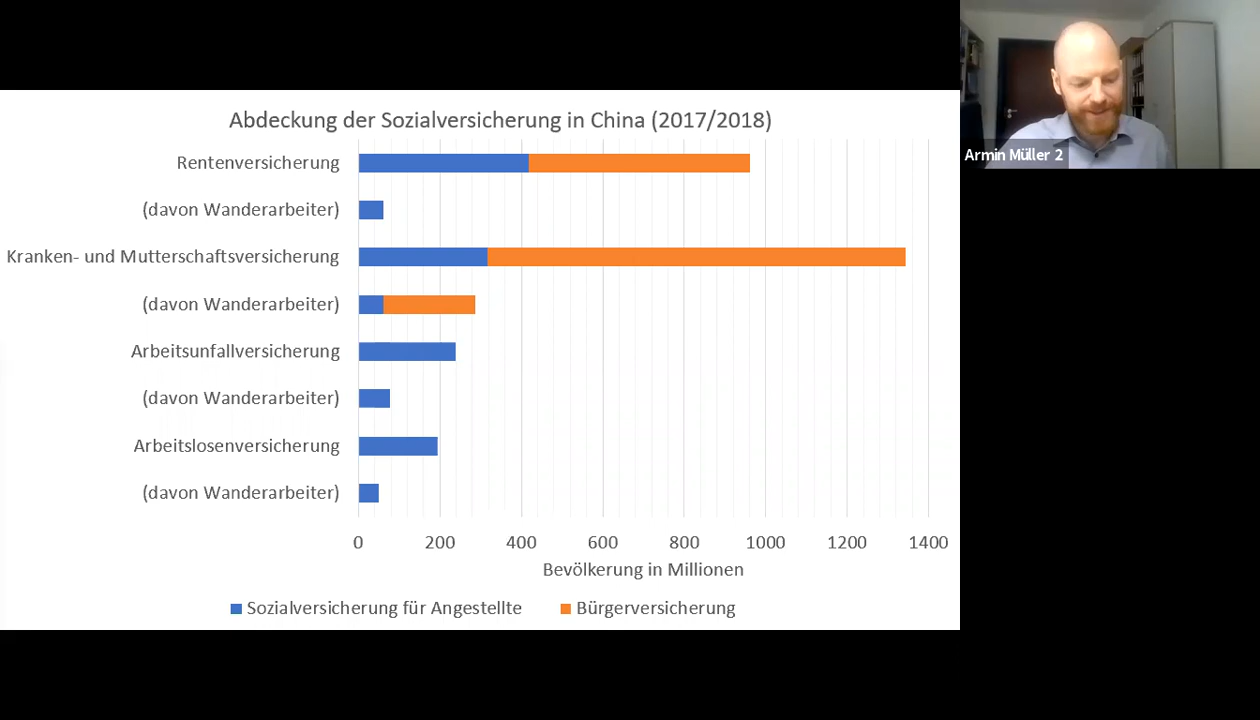 Abdeckung der Sozialversicherung in China (2017/2018)
Rentenversicherung
(davon Wanderarbeiter)
Kranken- und Mutterschaftsversicherung
(davon Wanderarbeiter)
Arbeitsunfallversicherung
(davon Wanderarbeiter)
Arbeitslosenversicherung
(davon Wanderarbeiter)
0 200 400 600 800 1000 1200 1400
Bevölkerung in Millionen
Sozialversicherung für Angestellte Bürgerversicherung
Armin Müller 2